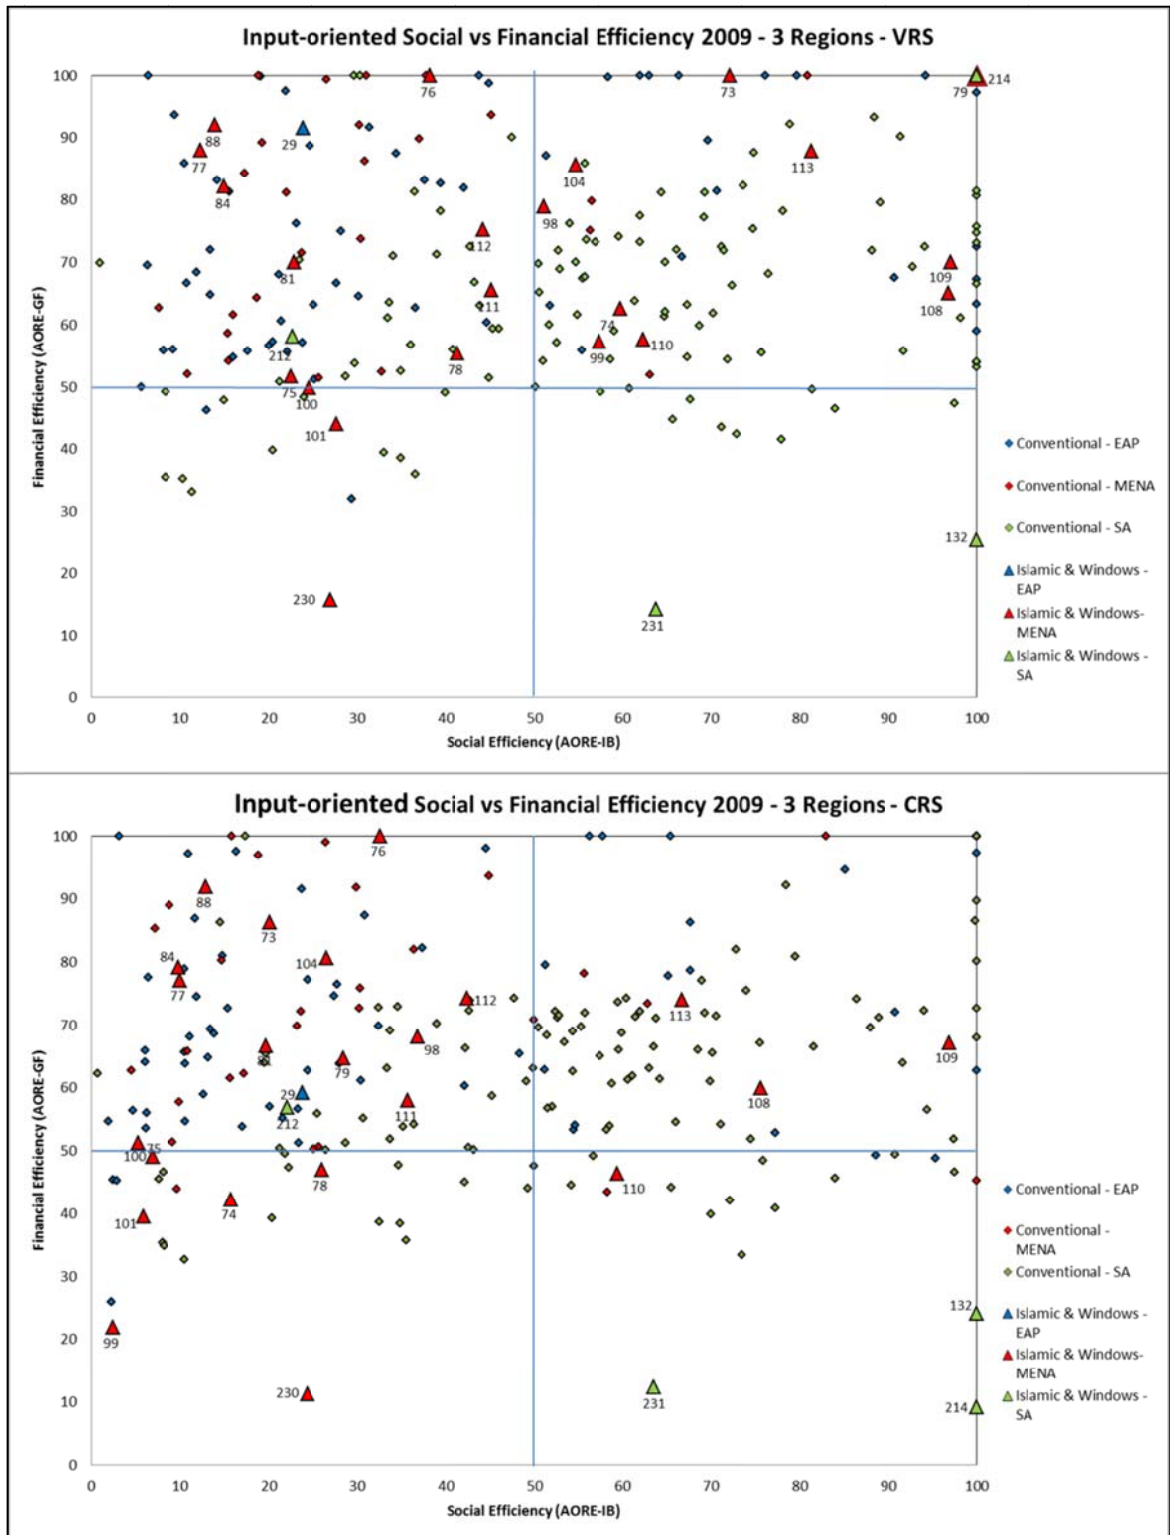 Input-oriented Social vs Financial Efficiency 2009 - 3 Regions - VRS
Financial Efficiency (AORE-GF)
100
90
80
70
60
50
40
30
20
10
0
0 10 20 30 40 50 60 70 80 90 100
Social Efficiency (AORE-IB)
76
73
79
214
88
29
77
104
113
84
98
112
81
109
111
108
74
212
99
110
78
75
100
101
132
230
231
Conventional - EAP
Conventional - MENA
Conventional - SA
Islamic & Windows -
EAP
Islamic & Windows-
MENA
Islamic & Windows -
SA
Input-oriented Social vs Financial Efficiency 2009 - 3 Regions - CRS
Financial Efficiency (AORE-GF)
100
90
80
70
60
50
40
30
20
10
0
0 10 20 30 40 50 60 70 80 90 100
Social Efficiency (AORE-IB)
76
88
73
84
104
77
112
113
98
109
79
29
111
108
212
75
100
78
110
74
101
99
132
230
231
214
Conventional - EAP
Conventional -
MENA
Conventional - SA
Islamic & Windows -
EAP
Islamic & Windows-
MENA
Islamic & Windows -
SA